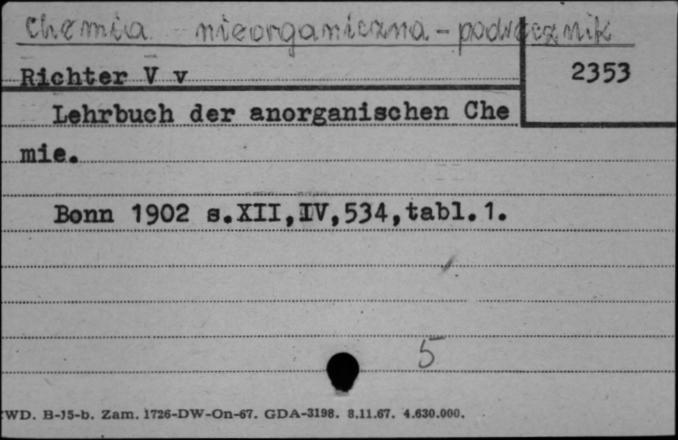 Chemia nieorganiczna - podręcznik
Richter V v
2353
Lehrbuch der anorganischen Che
mie.
Bonn 1902 s.XII,IV,534,tabl.1.
5
WD. B-15-b. Zam. 1726-DW-On-67. GDA-3198. 8.11.67. 4.630.000.